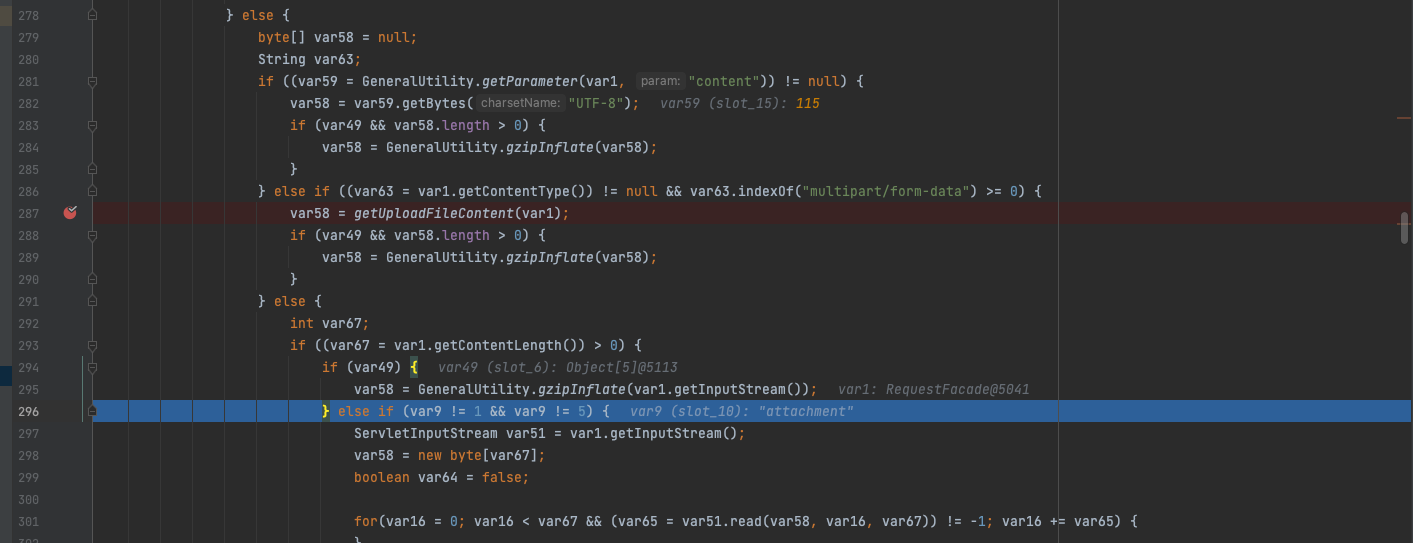 278 } else {
279 byte[] var58 = null;
280 String var63;
281 if ((var59 = GeneralUtility.getParameter(var1, param: "content")) != null) {
282 var58 = var59.getBytes( charsetName: "UTF-8"); var59 (slot_15): 115
283 if (var49 && var58.length > 0) {
284 var58 = GeneralUtility.gzipInflate(var58);
285 }
286 } else if ((var63 = var1.getContentType()) != null && var63.indexOf("multipart/form-data") >= 0) {
287 var58 = getUploadFileContent(var1);
288 if (var49 && var58.length > 0) {
289 var58 = GeneralUtility.gzipInflate(var58);
290 }
291 } else {
292 int var67;
293 if ((var67 = var1.getContentLength()) > 0) {
294 if (var49) { var49 (slot_6): Object[5]@5113
295 var58 = GeneralUtility.gzipInflate(var1.getInputStream()); var1: RequestFacade@5041
296 } else if (var9 != 1 && var9 != 5) { var9 (slot_10): "attachment"
297 ServletInputStream var51 = var1.getInputStream();
298 var58 = new byte[var67];
299 boolean var64 = false;
300
301 for(var16 = 0; var16 < var67 && (var65 = var51.read(var58, var16, var67)) != -1; var16 += var65) {
302 }